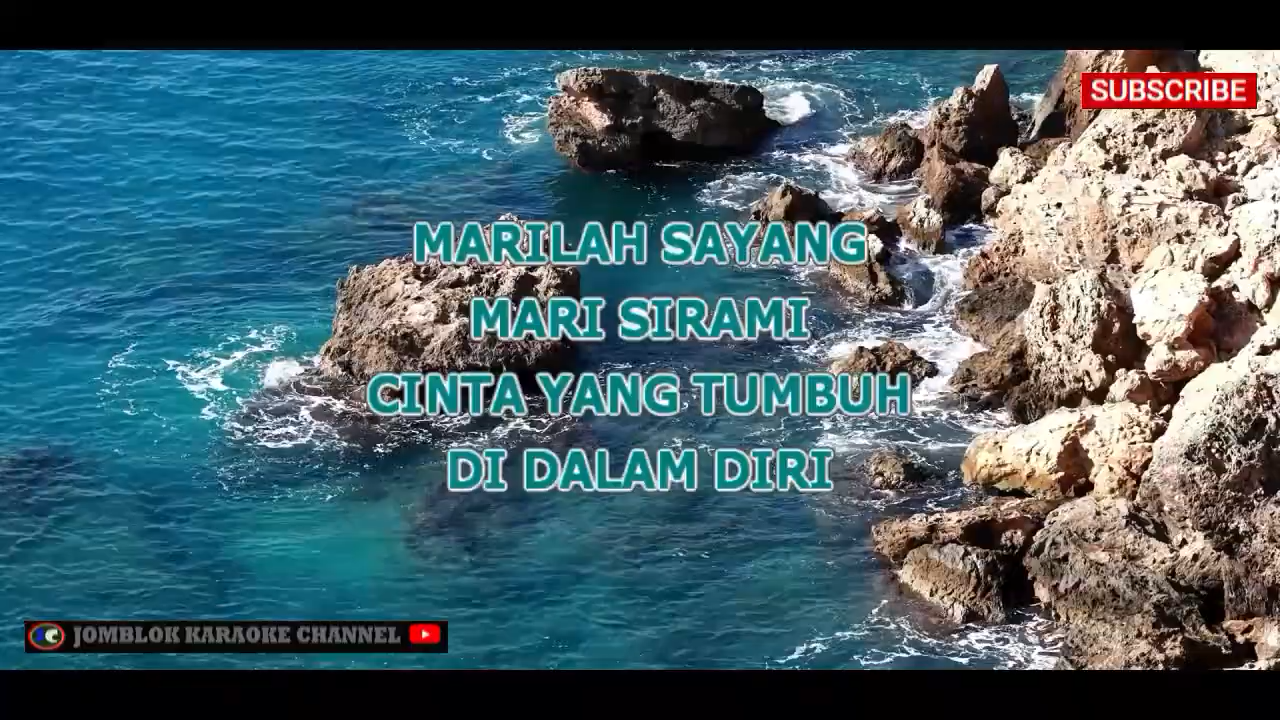 SUBSCRIBE
MARILAH SAYANG
MARI SIRAMI
CINTA YANG TUMBUH
DI DALAM DIRI
JOMBLOK KARAOKE CHANNEL